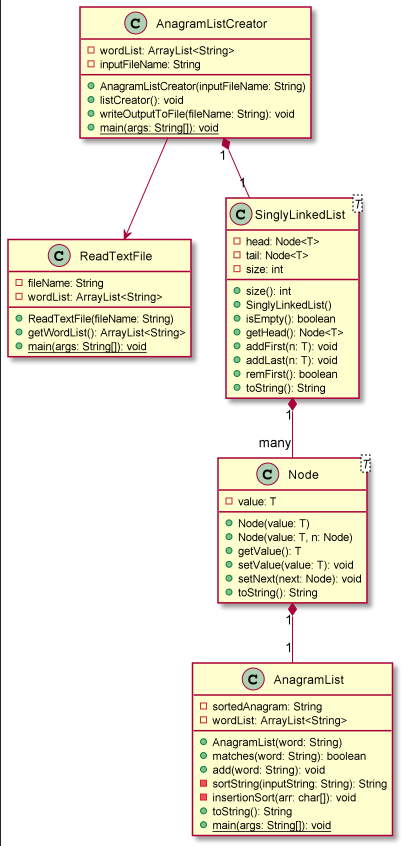 C AnagramListCreator
wordList: ArrayList<String>
inputFileName: String
AnagramListCreator(inputFileName: String)
listCreator(): void
writeOutputToFile(fileName: String): void
main(args: String[]): void
1
1
C ReadTextFile
fileName: String
wordList: ArrayList<String>
ReadTextFile(fileName: String)
getWordList(): ArrayList<String>
main(args: String[]): void
C SinglyLinkedList T
head: Node<T>
tail: Node<T>
size: int
size(): int
SinglyLinkedList()
isEmpty(): boolean
getHead(): Node<T>
addFirst(n: T): void
addLast(n: T): void
remFirst(): boolean
toString(): String
1
many
C Node T
value: T
Node(value: T)
Node(value: T, n: Node)
getValue(): T
setValue(value: T): void
setNext(next: Node): void
toString(): String
1
1
C AnagramList
sortedAnagram: String
wordList: ArrayList<String>
AnagramList(word: String)
matches(word: String): boolean
add(word: String): void
sortString(inputString: String): String
insertionSort(arr: char[]): void
toString(): String
main(args: String[]): void